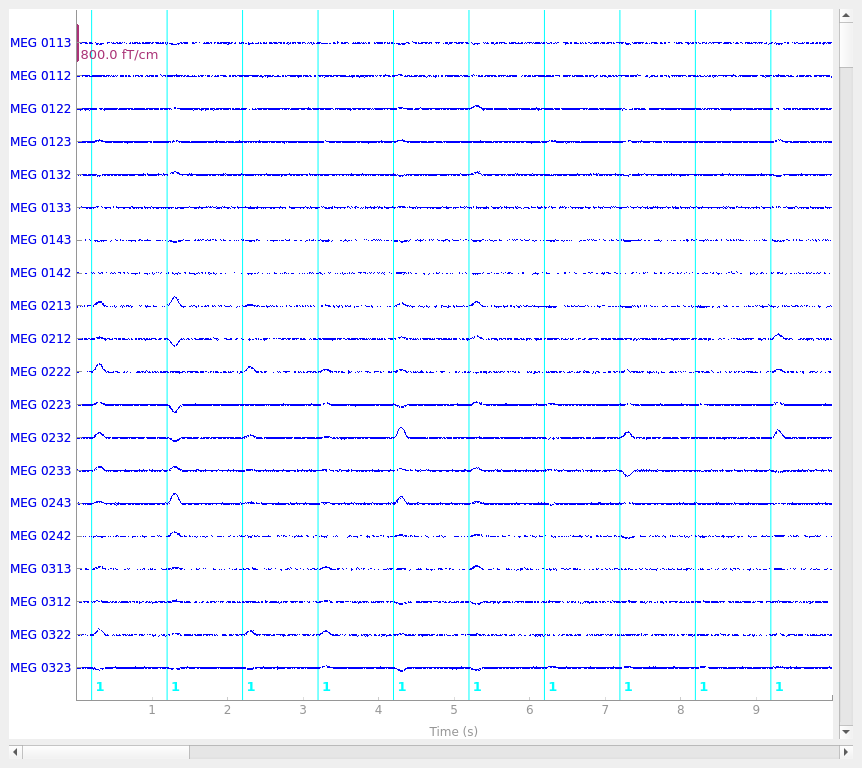 MEG 0113
800.0 fT/cm
MEG 0112
MEG 0122
MEG 0123
MEG 0132
MEG 0133
MEG 0143
MEG 0142
MEG 0213
MEG 0212
MEG 0222
MEG 0223
MEG 0232
MEG 0233
MEG 0243
MEG 0242
MEG 0313
MEG 0312
MEG 0322
MEG 0323
1 1 1 1 1 1 1 1 1 1
1 2 3 4 5 6 7 8 9
Time (s)